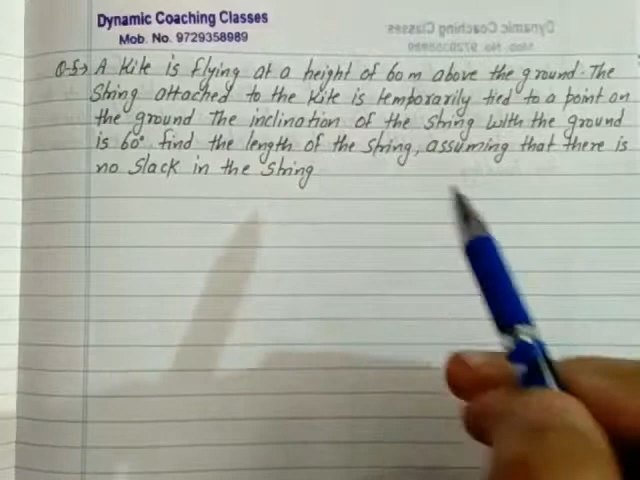 Dynamic Coaching Classes
Mob. No. 9729358989
Q-5→ A kite is flying at a height of 60 m above the ground. The
string attached to the kite is temporarily tied to a point on
the ground The inclination of the string with the ground
is 60° find the length of the string, assuming that there is
no slack in the string